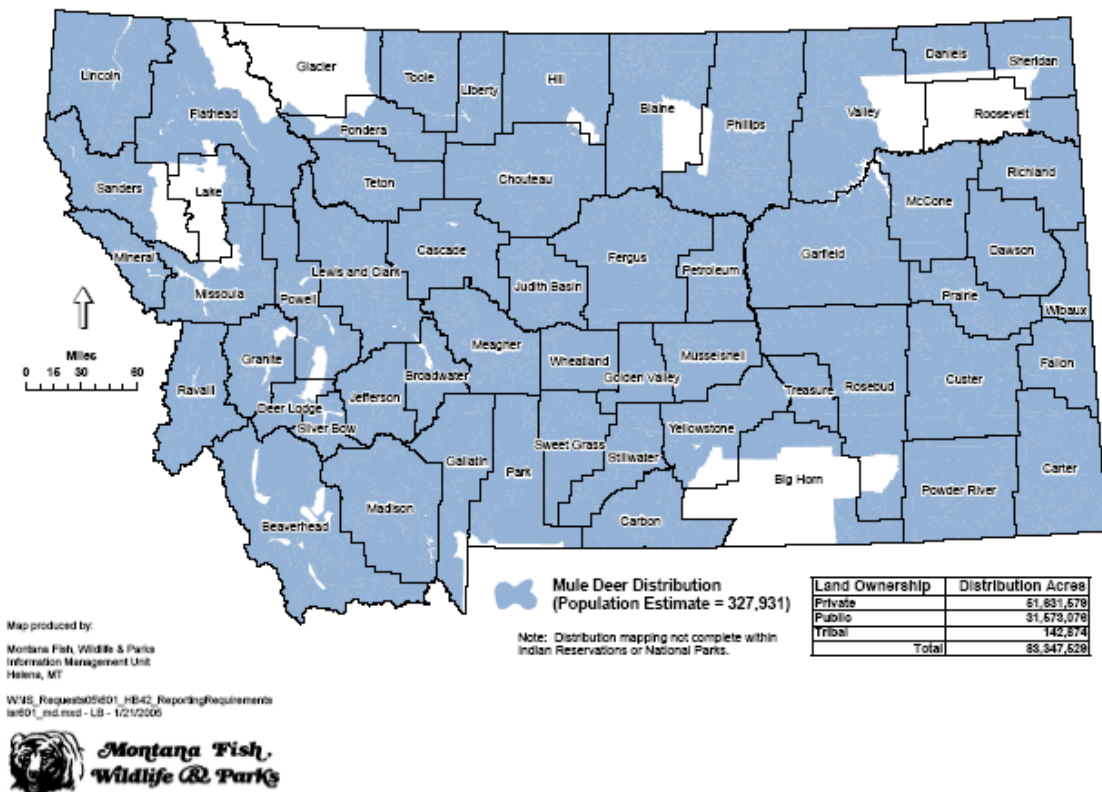 Glacier
Lincoln
Toole
Liberty
Hill
Blaine
Phillips
Valley
Daniels
Sheridan
Roosevelt
Flathead
Pondera
Sanders
Lake
Teton
Chouteau
Richland
McCone
Dawson
Mineral
Missoula
Powell
Lewis and Clark
Cascade
Judith Basin
Fergus
Petroleum
Garfield
Prairie
Wibaux
Miles
0 16 30 60
Ravalli
Granite
Deer Lodge
Silver Bow
Jefferson
Broadwater
Meagher
Wheatland
Golden Valley
Musselshell
Treasure
Rosebud
Custer
Fallon
Beaverhead
Madison
Gallatin
Park
Sweet Grass
Stillwater
Yellowstone
Carbon
Big Horn
Powder River
Carter
Mule Deer Distribution
(Population Estimate = 327,931)
Note: Distribution mapping not complete within
Indian Reservations or National Parks.
Land Ownership Distribution Acres
Private 51,631,579
Public 31,573,076
Tribal 142,874
Total 83,347,529
Map produced by:
Montana Fish, Wildlife & Parks
Information Management Unit
Helena, MT
LB - 1/21/2005
Montana Fish,
Wildlife & Parks